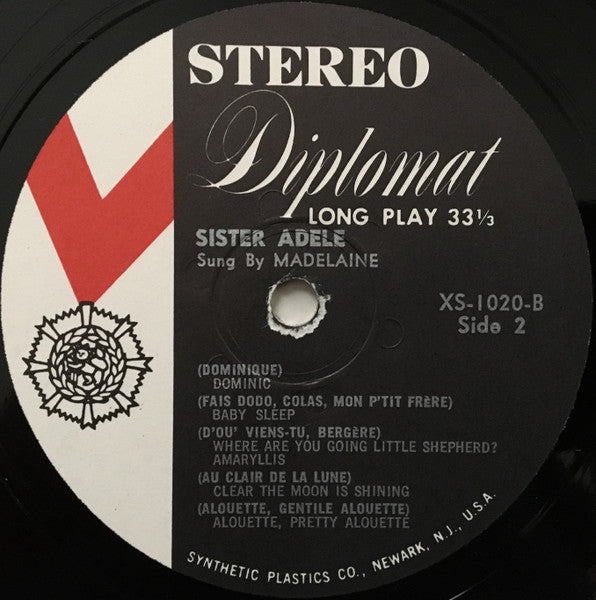 STEREO
Diplomat
LONG PLAY 33⅓
SISTER ADELE
Sung By MADELAINE
XS-1020-B
Side 2
(DOMINIQUE)
DOMINIC
(FAIS DODO, COLAS, MON P'TIT FRÈRE)
BABY SLEEP
(D'OU' VIENS-TU, BERGÈRE)
WHERE ARE YOU GOING LITTLE SHEPHERD?
AMARYLLIS
(AU CLAIR DE LA LUNE)
CLEAR THE MOON IS SHINING
(ALOUETTE, GENTILE ALOUETTE)
ALOUETTE, PRETTY ALOUETTE
SYNTHETIC PLASTICS CO., NEWARK, N.J., U.S.A.